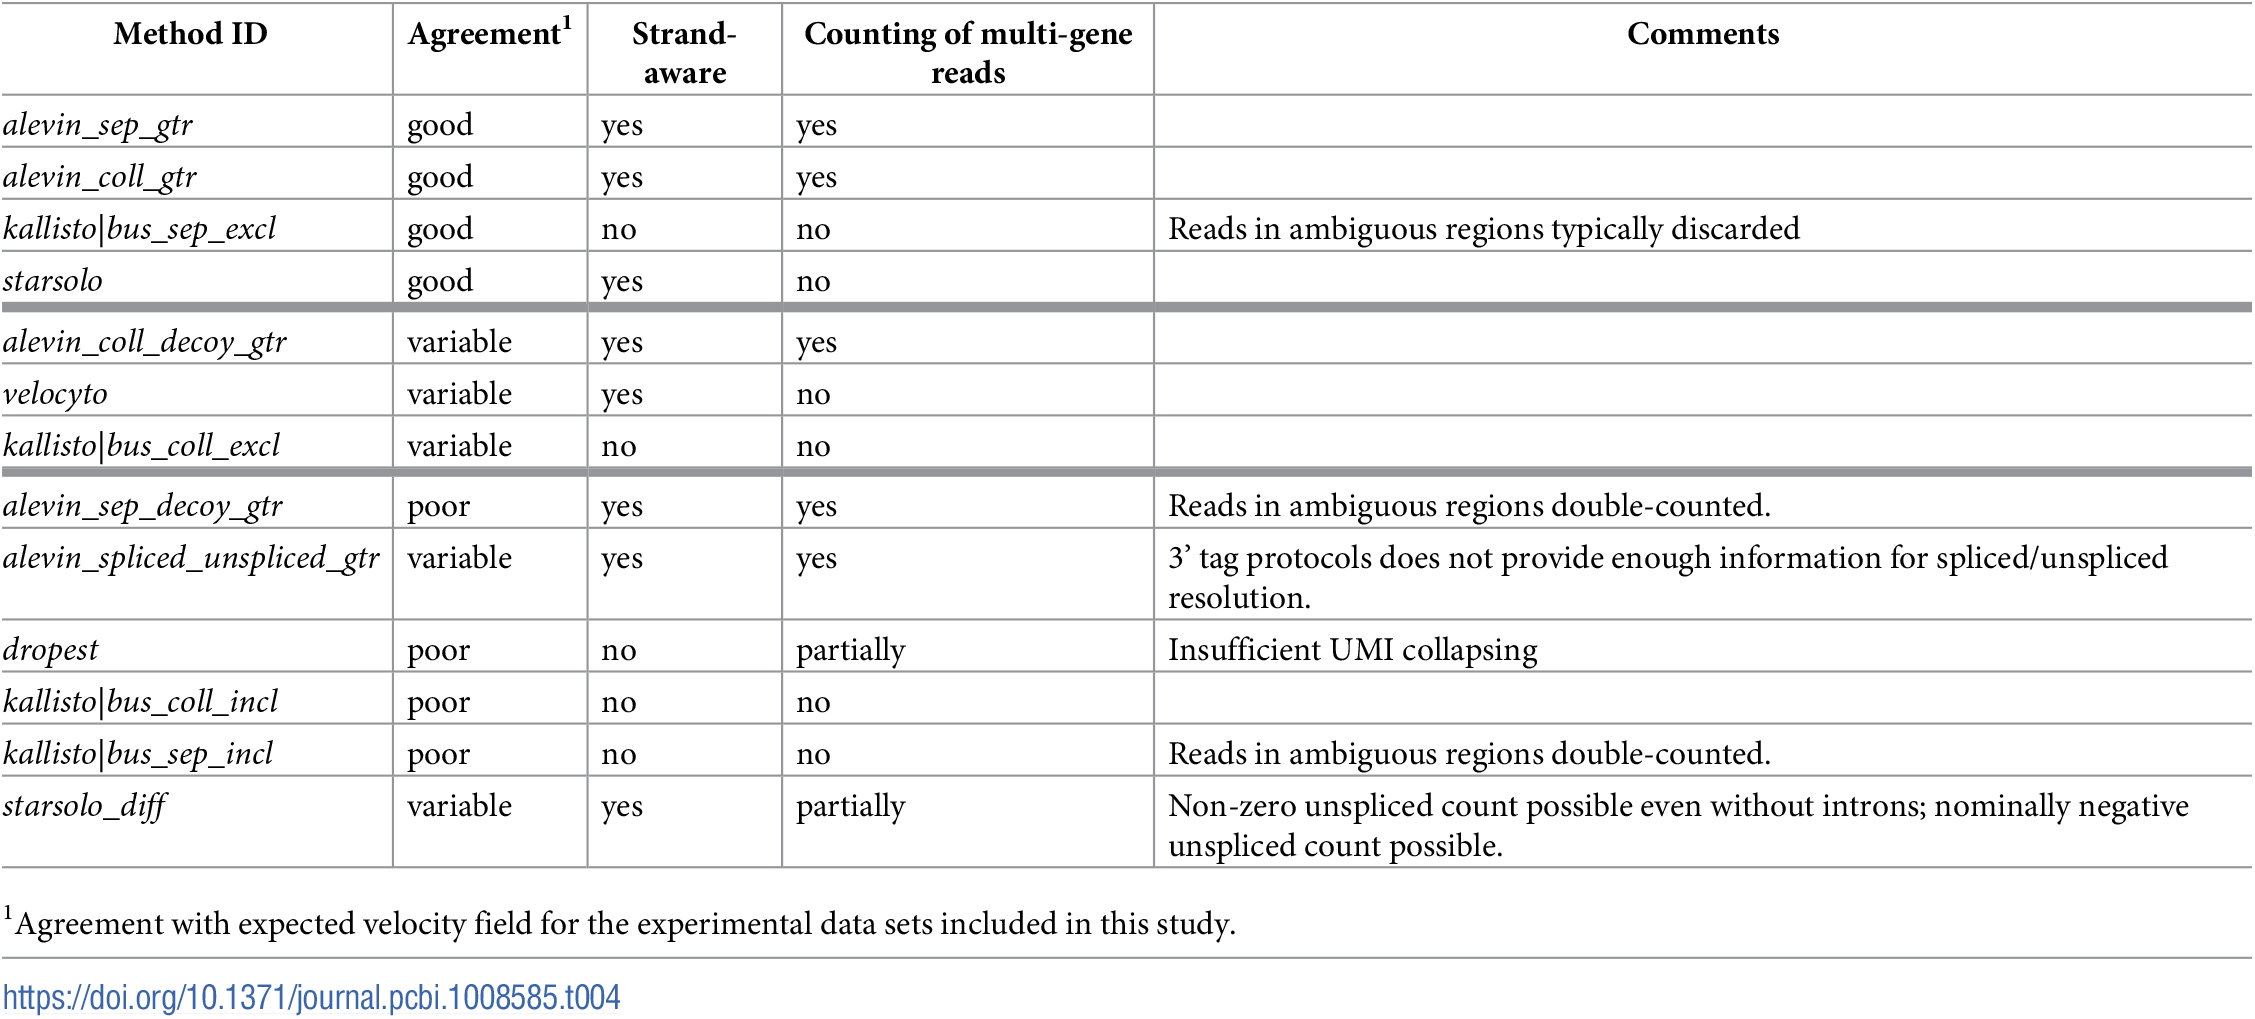 Method ID Agreement1 Strand-aware Counting of multi-gene reads Comments
alevin_sep_gtr good yes yes
alevin_coll_gtr good yes yes
kallisto|bus_sep_excl good no no Reads in ambiguous regions typically discarded
starsolo good yes no
alevin_coll_decoy_gtr variable yes yes
velocyto variable yes no
kallisto|bus_coll_excl variable no no
alevin_sep_decoy_gtr poor yes yes Reads in ambiguous regions double-counted.
alevin_spliced_unspliced_gtr variable yes yes 3’ tag protocols does not provide enough information for spliced/unspliced
resolution.
dropest poor no partially Insufficient UMI collapsing
kallisto|bus_coll_incl poor no no
kallisto|bus_sep_incl poor no no Reads in ambiguous regions double-counted.
starsolo_diff variable yes partially Non-zero unspliced count possible even without introns; nominally negative
unspliced count possible.
1Agreement with expected velocity field for the experimental data sets included in this study.
https://doi.org/10.1371/journal.pcbi.1008585.t004